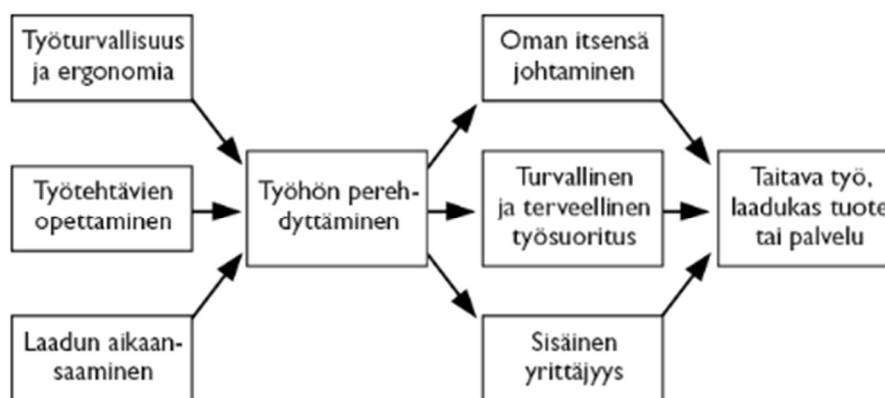 Työturvallisuus
ja ergonomia
Työtehtävien
opettaminen
Laadun aikaan-
saaminen
Työhön pereh-
dyttäminen
Oman itsensä
johtaminen
Turvallinen
ja terveellinen
työsuoritus
Sisäinen
yrittäjyys
Taitava työ,
laadukas tuote
tai palvelu